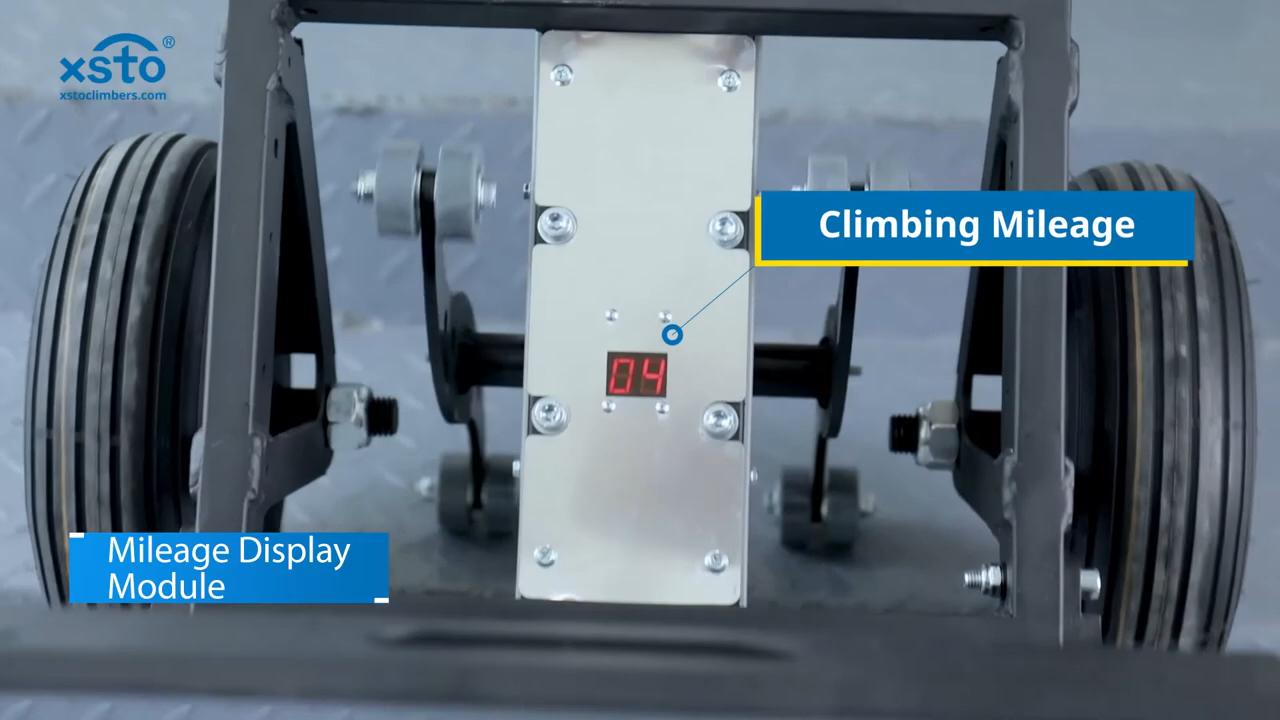 xsto®
xstoclimbers.com
Climbing Mileage
04
Mileage Display
Module